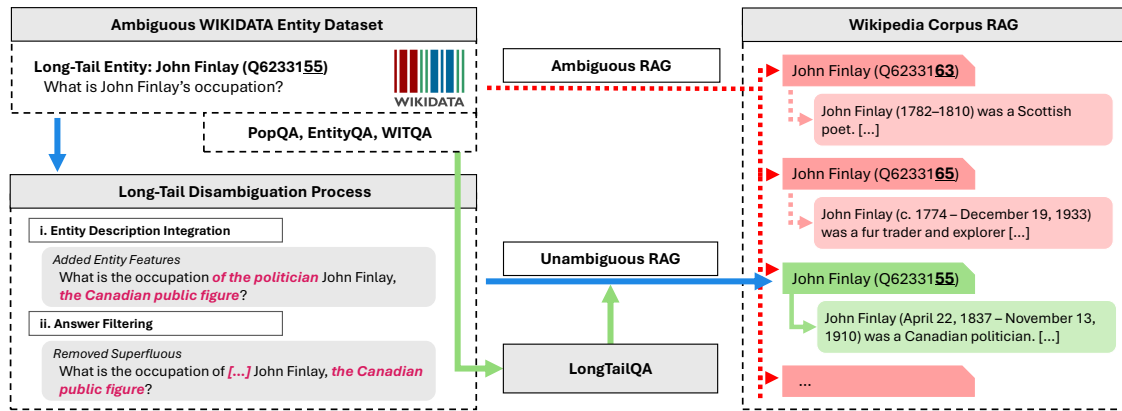 Ambiguous WIKIDATA Entity Dataset
Long-Tail Entity: John Finlay (Q6233155)
What is John Finlay's occupation?
WIKIDATA
PopQA, EntityQA, WITQA
Long-Tail Disambiguation Process
i. Entity Description Integration
Added Entity Features
What is the occupation of the politician John Finlay,
the Canadian public figure?
ii. Answer Filtering
Removed Superfluous
What is the occupation of [...] John Finlay, the Canadian
public figure?
Ambiguous RAG
Unambiguous RAG
LongTailQA
Wikipedia Corpus RAG
John Finlay (Q6233163)
John Finlay (1782–1810) was a Scottish
poet. [...]
John Finlay (Q6233165)
John Finlay (c. 1774 – December 19, 1933)
was a fur trader and explorer [...]
John Finlay (Q6233155)
John Finlay (April 22, 1837 – November 13,
1910) was a Canadian politician. [...]
...